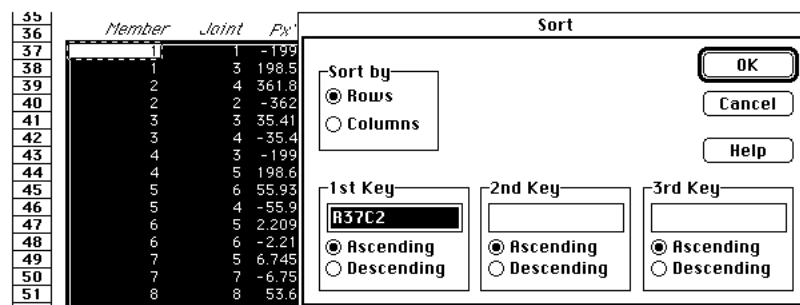 35
36 Member Joint Px'
37 1 1 -199
38 1 3 198.5
39 2 4 361.8
40 2 2 -362
41 3 3 35.41
42 3 4 -35.4
43 4 3 -199
44 4 5 198.6
45 5 6 55.93
46 5 4 -55.9
47 6 5 2.209
48 6 6 -2.21
49 7 5 6.745
50 7 7 -6.75
51 8 8 53.6
Sort
Sort by
Rows
Columns
OK
Cancel
Help
1st Key
R37C2
Ascending
Descending
2nd Key
Ascending
Descending
3rd Key
Ascending
Descending